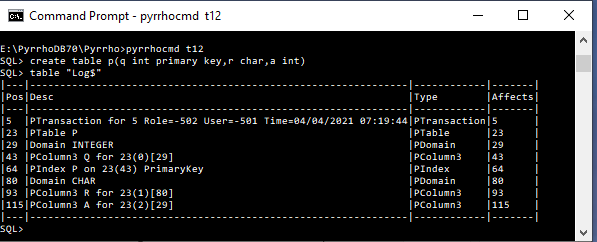 Command Prompt - pyrrhocmd t12
E:\PyrrhoDB70\Pyrrho>pyrrhocmd t12
SQL> create table p(q int primary key,r char,a int)
SQL> table "Log$"
|---|------------------------------------------------------|------------|-------|
|Pos|Desc                                                  |Type        |Affects|
|---|------------------------------------------------------|------------|-------|
|5  |PTransaction for 5 Role=-502 User=-501 Time=04/04/2021 07:19:44|PTransaction|5      |
|23 |PTable P                                              |PTable      |23     |
|29 |Domain INTEGER                                        |PDomain     |29     |
|43 |PColumn3 Q for 23(0)[29]                              |PColumn3    |43     |
|64 |PIndex P on 23(43) PrimaryKey                         |PIndex      |64     |
|80 |Domain CHAR                                           |PDomain     |80     |
|93 |PColumn3 R for 23(1)[80]                              |PColumn3    |93     |
|115|PColumn3 A for 23(2)[29]                              |PColumn3    |115    |
|---|------------------------------------------------------|------------|-------|
SQL>